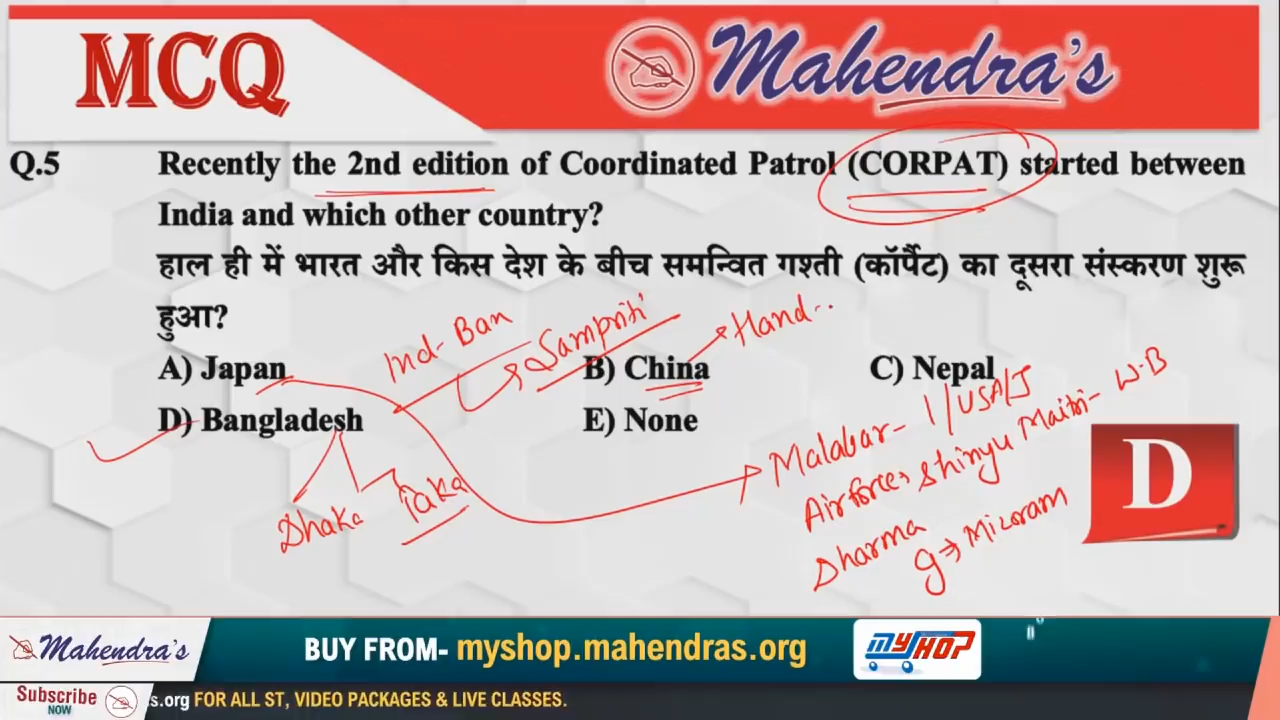 MCQ
Mahendra's
Q.5 Recently the 2nd edition of Coordinated Patrol (CORPAT) started between
India and which other country?
हाल ही में भारत और किस देश के बीच समन्वित गश्ती (कॉर्पैट) का दूसरा संस्करण शुरू
हुआ?
Ind-Ban
Sampriti
Hand-..
A) Japan B) China C) Nepal
D) Bangladesh E) None
Dhaka Taka
Malabar- I/USA/J
Airforce, Shinyu Maitri- W.B
Dharma
g→ Mizoram
D
Mahendra's
BUY FROM- myshop.mahendras.org
MYSHOP
Subscribe
NOW
s.org FOR ALL ST, VIDEO PACKAGES & LIVE CLASSES.